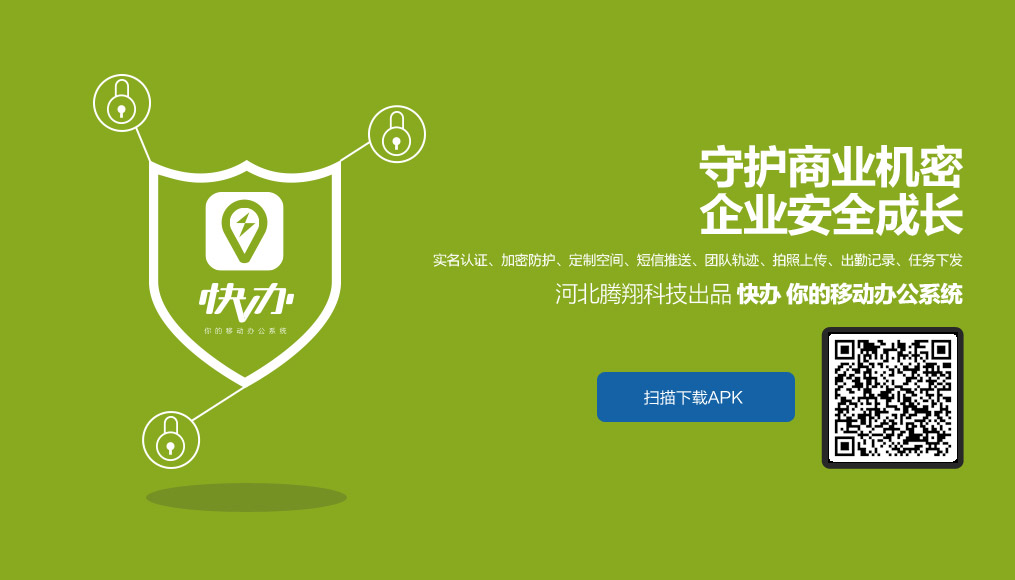 快办
你的移动办公系统
守护商业机密
企业安全成长
实名认证、加密防护、定制空间、短信推送、团队轨迹、拍照上传、出勤记录、任务下发
河北腾翔科技出品 快办 你的移动办公系统
扫描下载APK